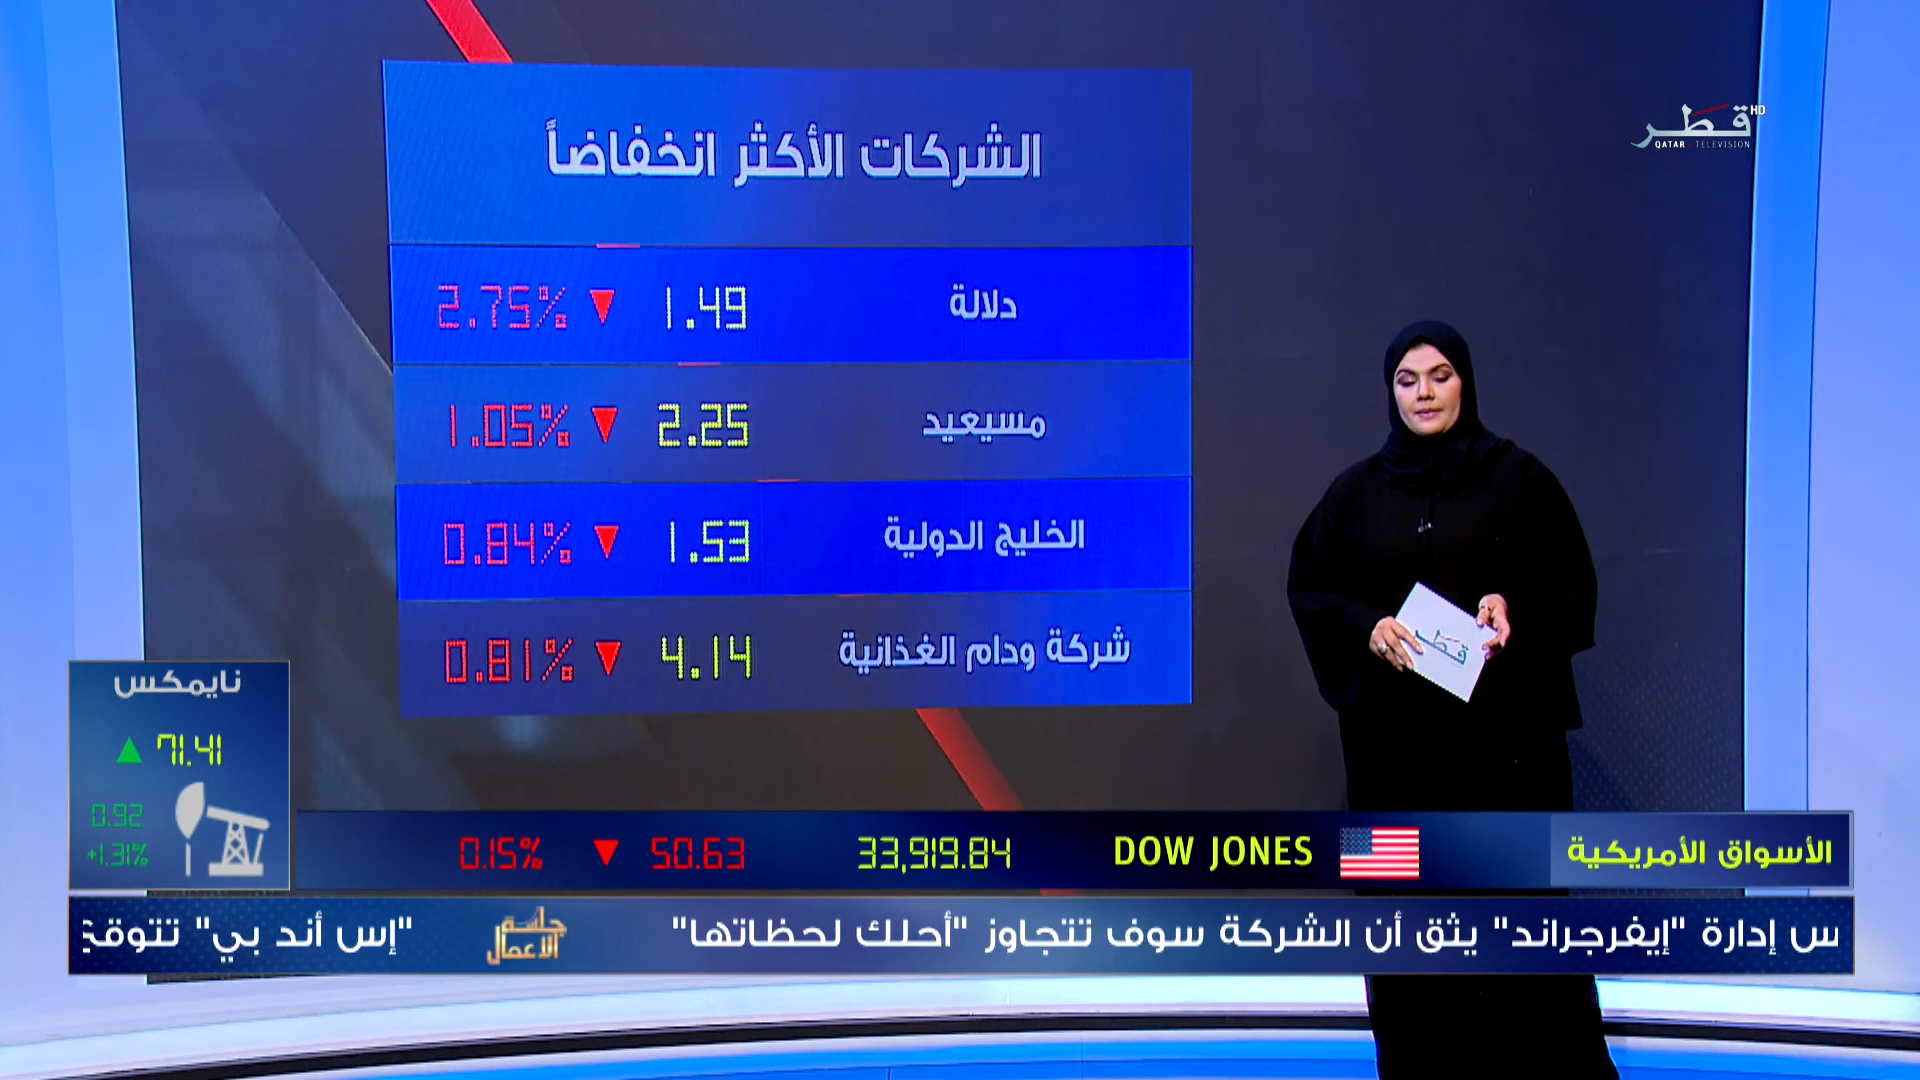 الشركات الأكثر انخفاضاً
دلالة 1.49 ▼ 2.75%
مسيعيد 2.25 ▼ 1.05%
الخليج الدولية 1.53 ▼ 0.84%
شركة ودام الغذائية 4.14 ▼ 0.81%
قطر HD
QATAR TELEVISION
قطر
نايمكس
▲ 71.41
0.92
+1.31%
الأسواق الأمريكية DOW JONES 33,919.84 50.63 ▼ 0.15%
س إدارة "إيفرجراند" يثق أن الشركة سوف تتجاوز "أحلك لحظاتها" جلسة الأعمال "إس أند بي" تتوقع